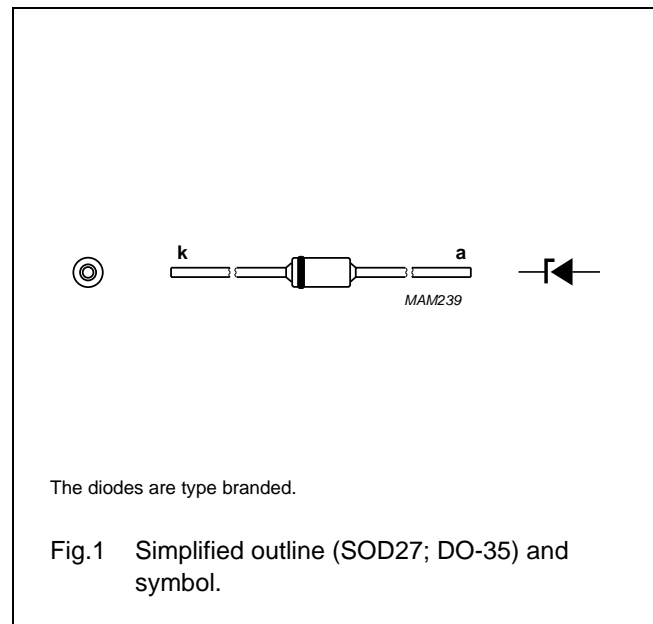 k
a
MAM239
The diodes are type branded.
Fig.1 Simplified outline (SOD27; DO-35) and
symbol.